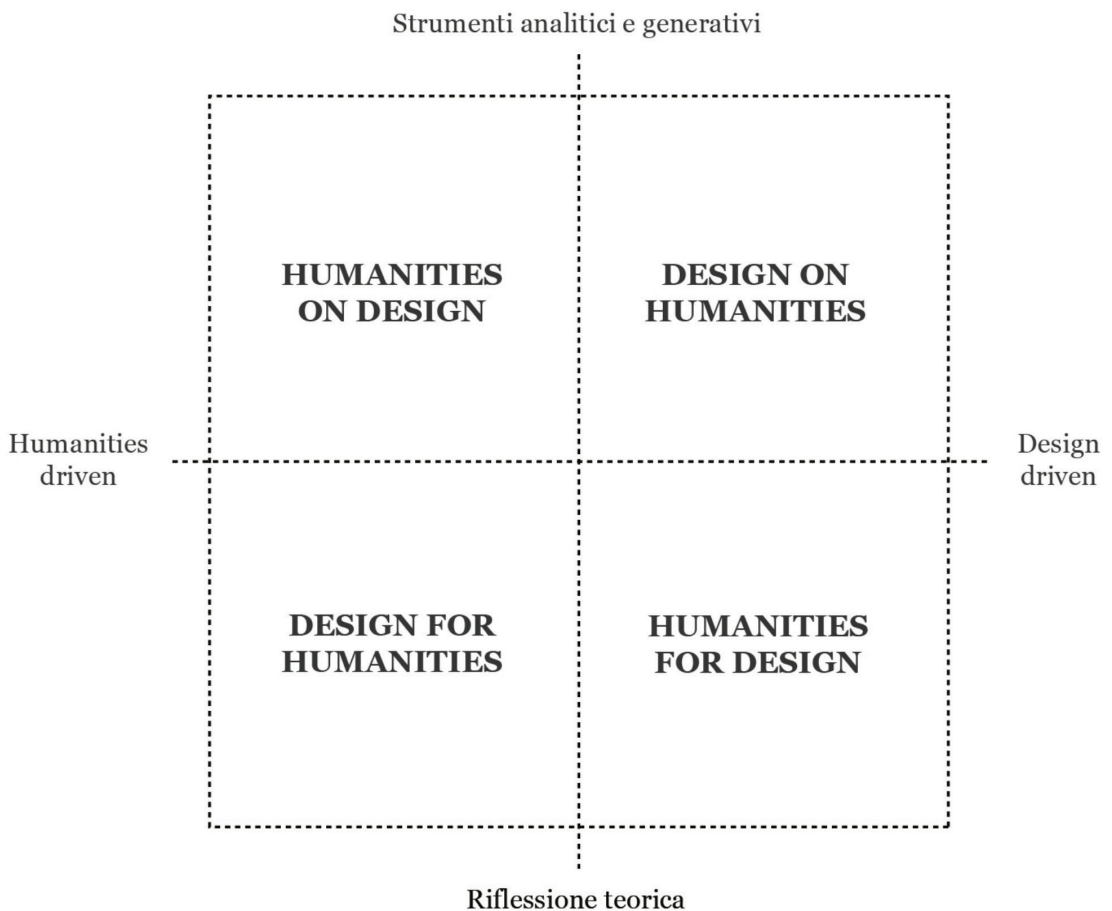 Strumenti analitici e generativi
HUMANITIES
ON DESIGN
DESIGN ON
HUMANITIES
Humanities
driven
Design
driven
DESIGN FOR
HUMANITIES
HUMANITIES
FOR DESIGN
Riflessione teorica